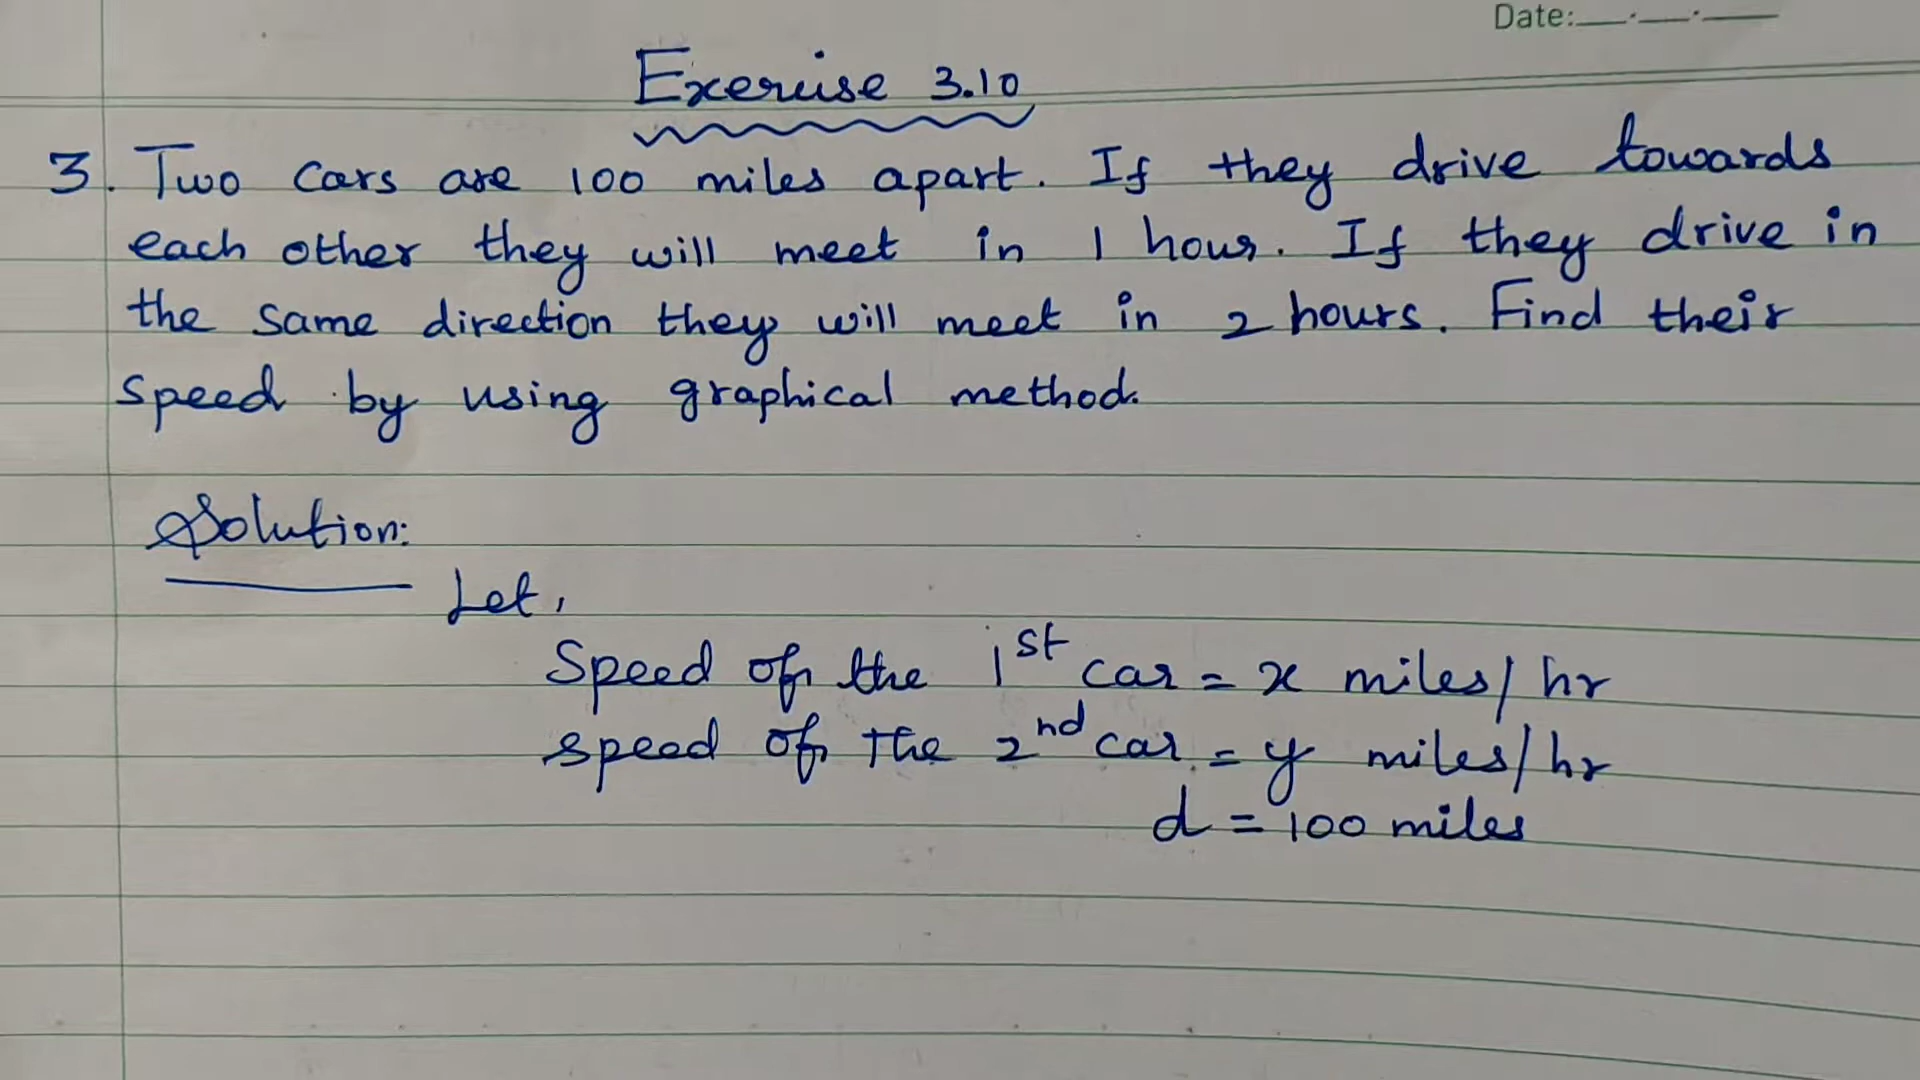 Date:
Exercise 3.10
3. Two cars are 100 miles apart. If they drive towards
each other they will meet in 1 hour. If they drive in
the same direction they will meet in 2 hours. Find their
speed by using graphical method.
Solution:
Let,
Speed of the 1st car = x miles/hr
speed of the 2nd car = y miles/hr
d = 100 miles